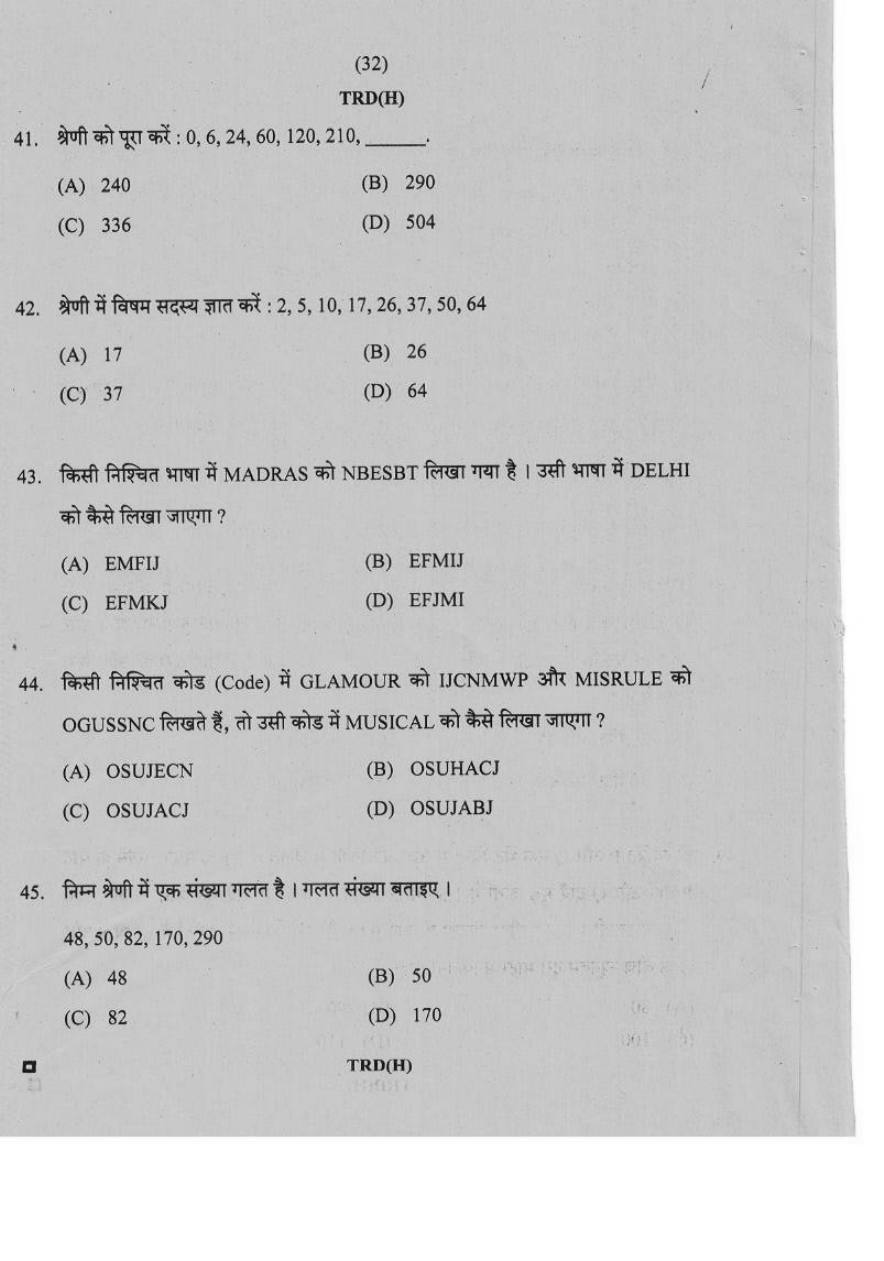 (32)
TRD(H)
41. श्रेणी को पूरा करें : 0, 6, 24, 60, 120, 210, ______.
(A) 240 (B) 290
(C) 336 (D) 504
42. श्रेणी में विषम सदस्य ज्ञात करें : 2, 5, 10, 17, 26, 37, 50, 64
(A) 17 (B) 26
(C) 37 (D) 64
43. किसी निश्चित भाषा में MADRAS को NBESBT लिखा गया है । उसी भाषा में DELHI
को कैसे लिखा जाएगा ?
(A) EMFIJ (B) EFMIJ
(C) EFMKJ (D) EFJMI
44. किसी निश्चित कोड (Code) में GLAMOUR को IJCNMWP और MISRULE को
OGUSSNC लिखते हैं, तो उसी कोड में MUSICAL को कैसे लिखा जाएगा ?
(A) OSUJECN (B) OSUHACJ
(C) OSUJACJ (D) OSUJABJ
45. निम्न श्रेणी में एक संख्या गलत है । गलत संख्या बताइए ।
48, 50, 82, 170, 290
(A) 48 (B) 50
(C) 82 (D) 170
TRD(H)